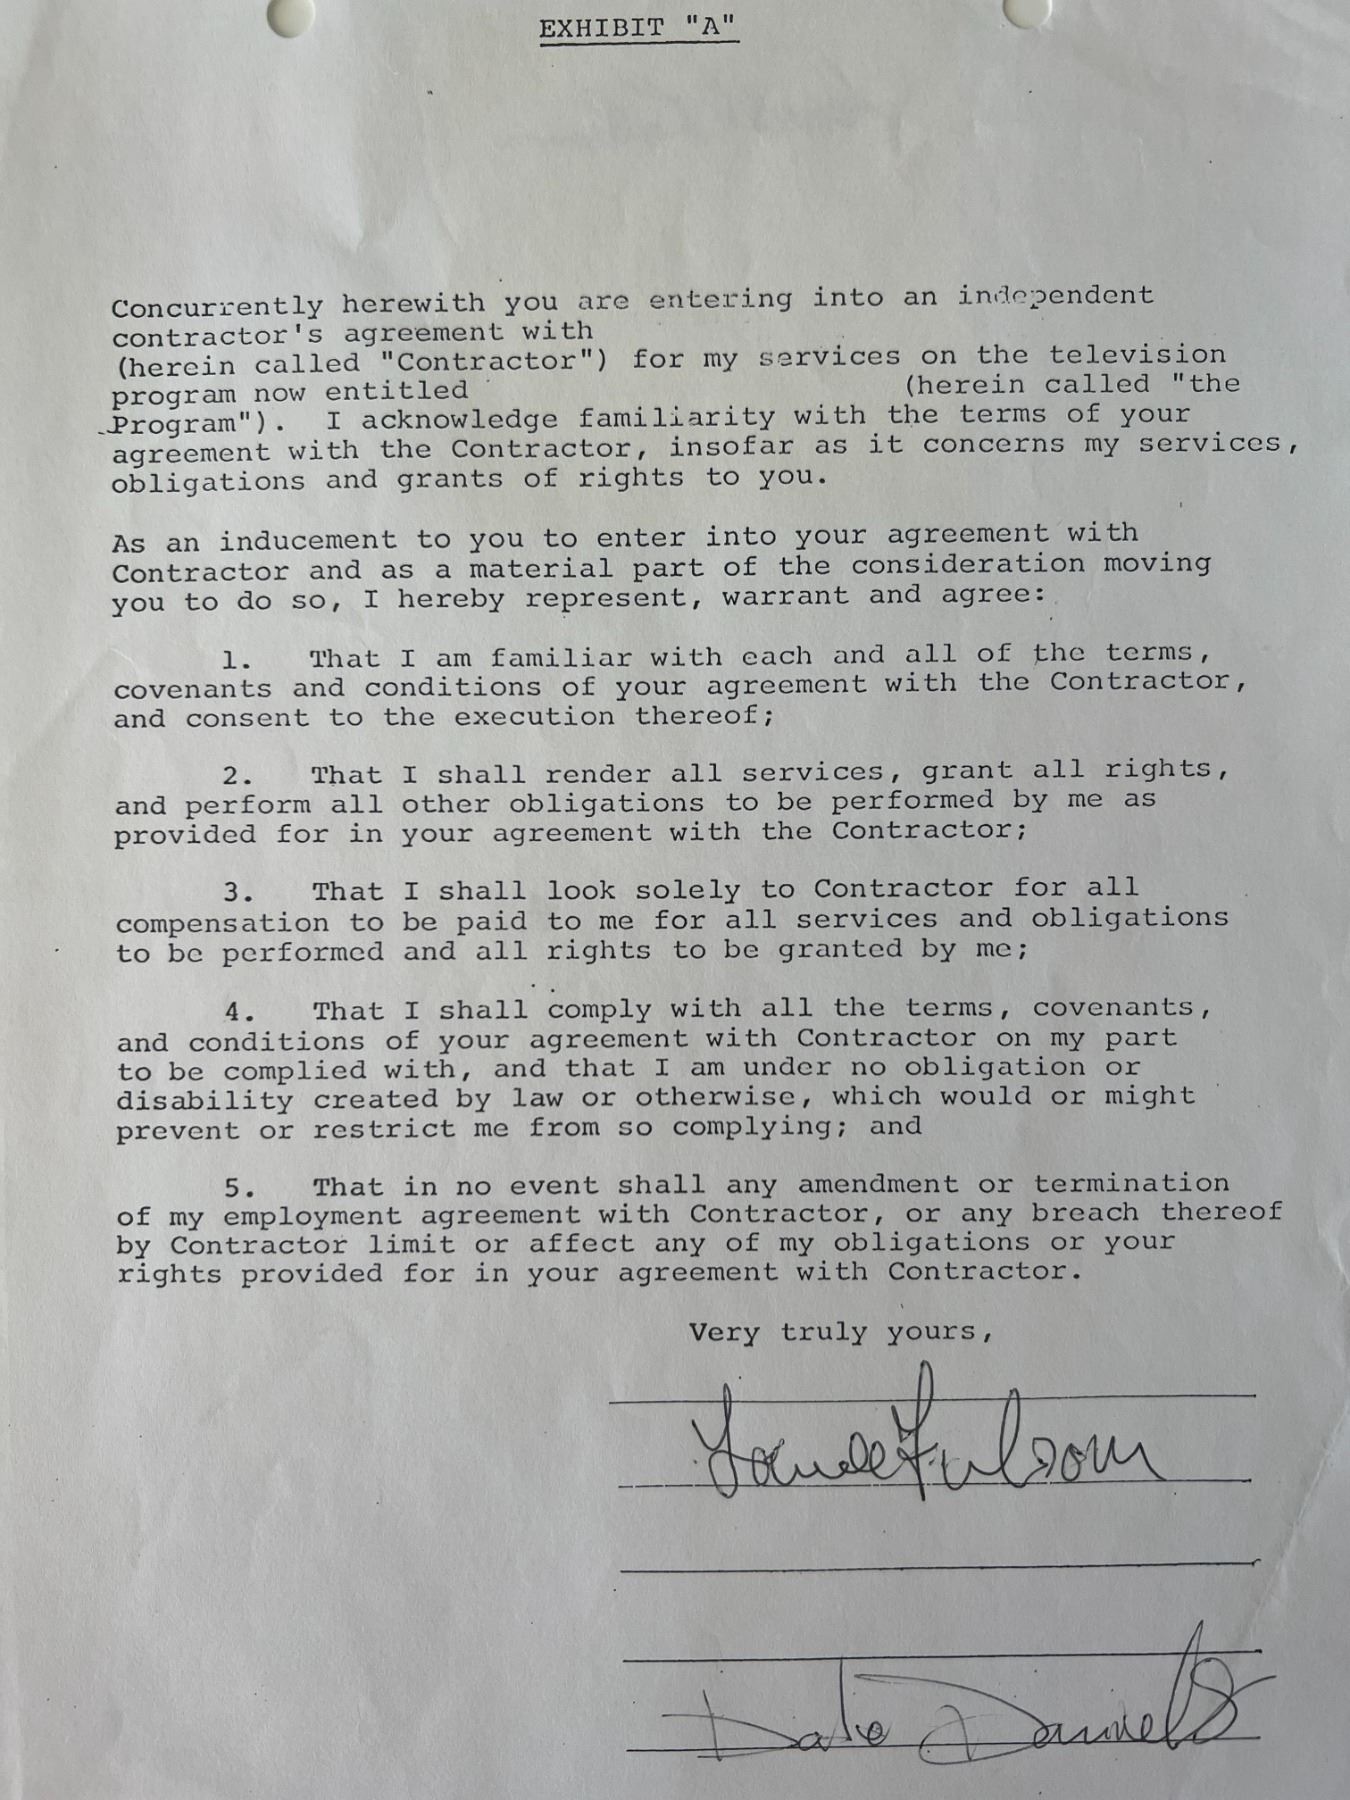 EXHIBIT "A"
Concurrently herewith you are entering into an independent
contractor's agreement with
(herein called "Contractor") for my services on the television
program now entitled (herein called "the
Program"). I acknowledge familiarity with the terms of your
agreement with the Contractor, insofar as it concerns my services,
obligations and grants of rights to you.
As an inducement to you to enter into your agreement with
Contractor and as a material part of the consideration moving
you to do so, I hereby represent, warrant and agree:
1. That I am familiar with each and all of the terms,
covenants and conditions of your agreement with the Contractor,
and consent to the execution thereof;
2. That I shall render all services, grant all rights,
and perform all other obligations to be performed by me as
provided for in your agreement with the Contractor;
3. That I shall look solely to Contractor for all
compensation to be paid to me for all services and obligations
to be performed and all rights to be granted by me;
4. That I shall comply with all the terms, covenants,
and conditions of your agreement with Contractor on my part
to be complied with, and that I am under no obligation or
disability created by law or otherwise, which would or might
prevent or restrict me from so complying; and
5. That in no event shall any amendment or termination
of my employment agreement with Contractor, or any breach thereof
by Contractor limit or affect any of my obligations or your
rights provided for in your agreement with Contractor.
Very truly yours,
Fulsom
Daniels